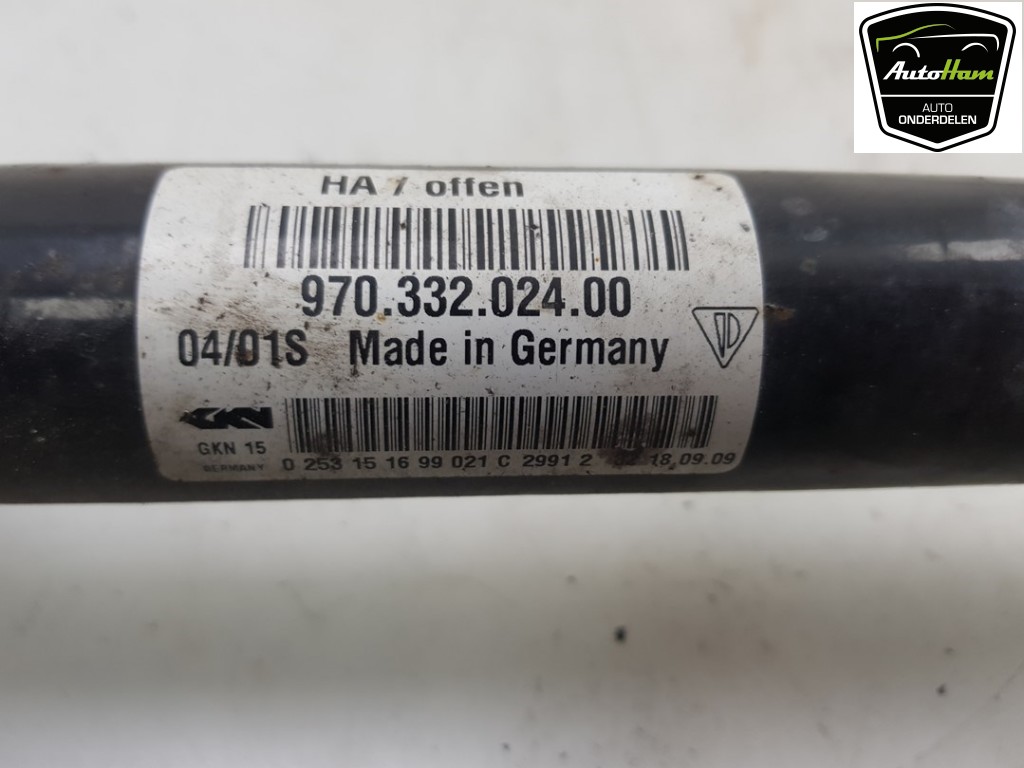 AutoHam
AUTO
ONDERDELEN
HA / offen
970.332.024.00
04/01S Made in Germany
GKN
GKN 15
GERMANY
0 253 15 16 99 021 C 2991 2 18.09.09